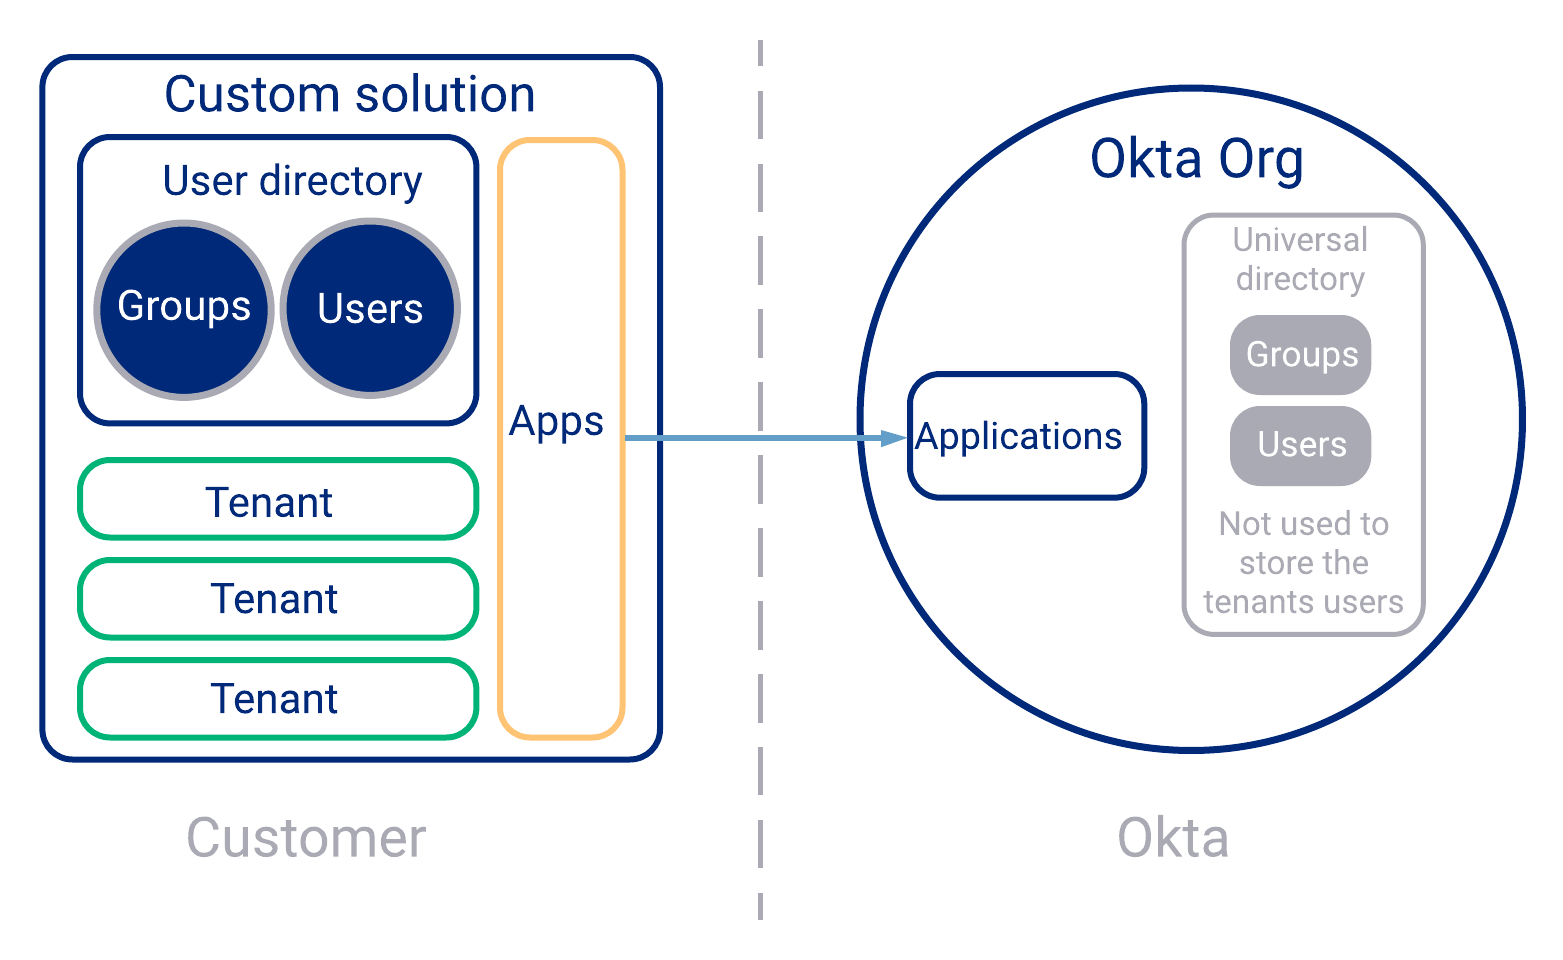 Custom solution
User directory
Groups
Users
Apps
Tenant
Tenant
Tenant
Customer
Okta Org
Universal
directory
Groups
Users
Not used to
store the
tenants users
Applications
Okta